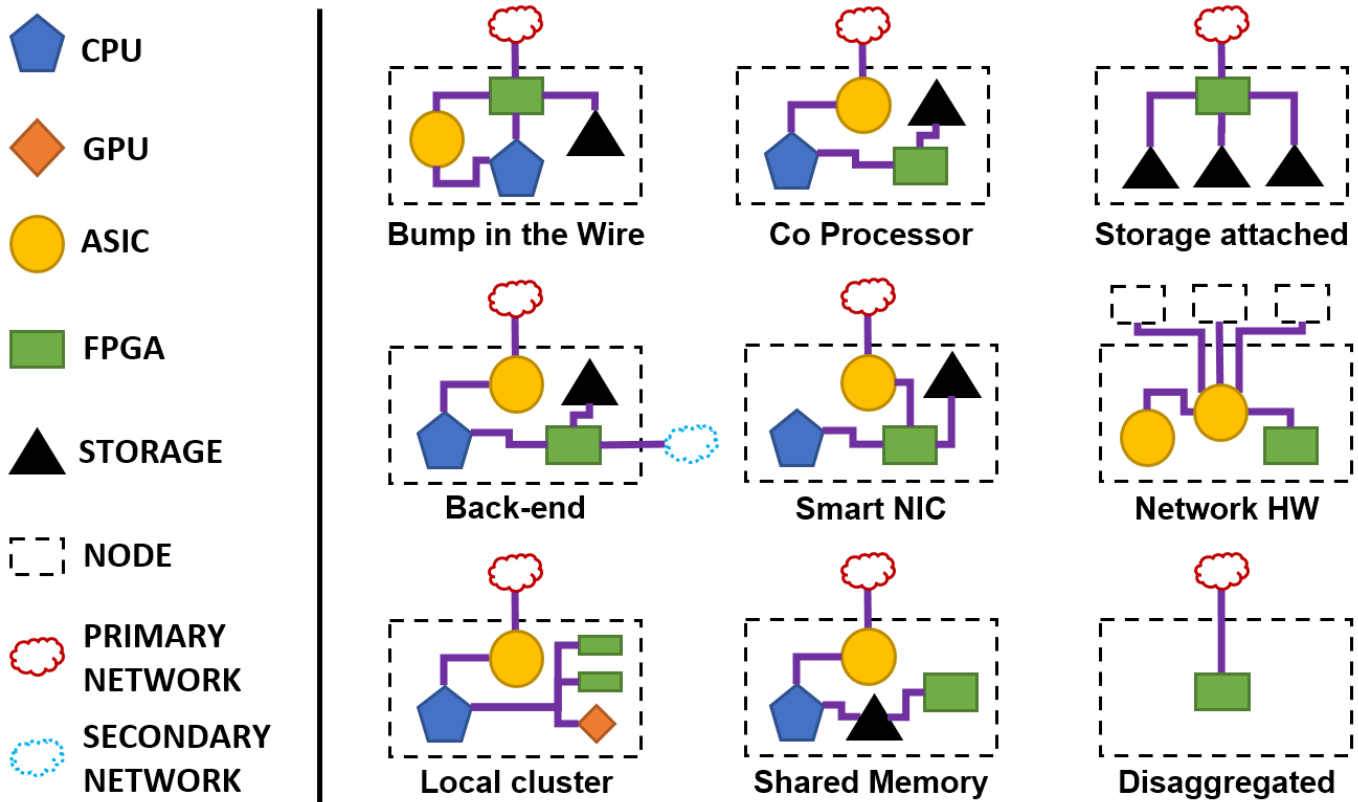 CPU
GPU
ASIC
FPGA
STORAGE
NODE
PRIMARY
NETWORK
SECONDARY
NETWORK
Bump in the Wire
Co Processor
Storage attached
Back-end
Smart NIC
Network HW
Local cluster
Shared Memory
Disaggregated